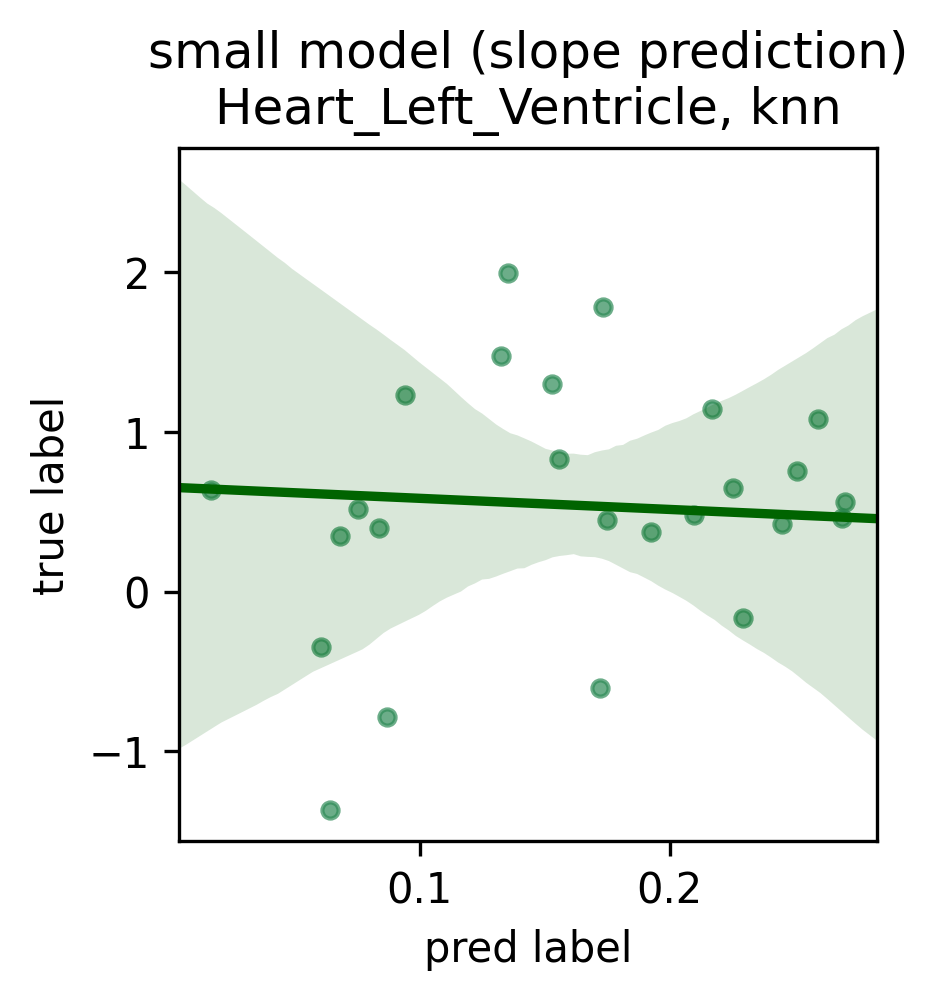 small model (slope prediction)
Heart_Left_Ventricle, knn
2
1
0
−1
true label
0.1
0.2
pred label